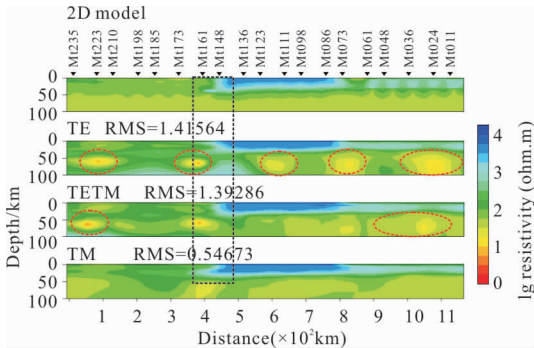 2D model
Mt235 Mt223 Mt210 Mt198 Mt185 Mt173 Mt161 Mt148 Mt136 Mt123 Mt111 Mt098 Mt086 Mt073 Mt061 Mt048 Mt036 Mt024 Mt011
0
50
100
TE RMS=1.41564
0
50
100
TETM RMS=1.39286
0
50
100
TM RMS=0.54673
0
50
100
1 2 3 4 5 6 7 8 9 10 11
Distance(×10²km)
Depth/km
4
3
2
1
0
lg resistivity (ohm.m)